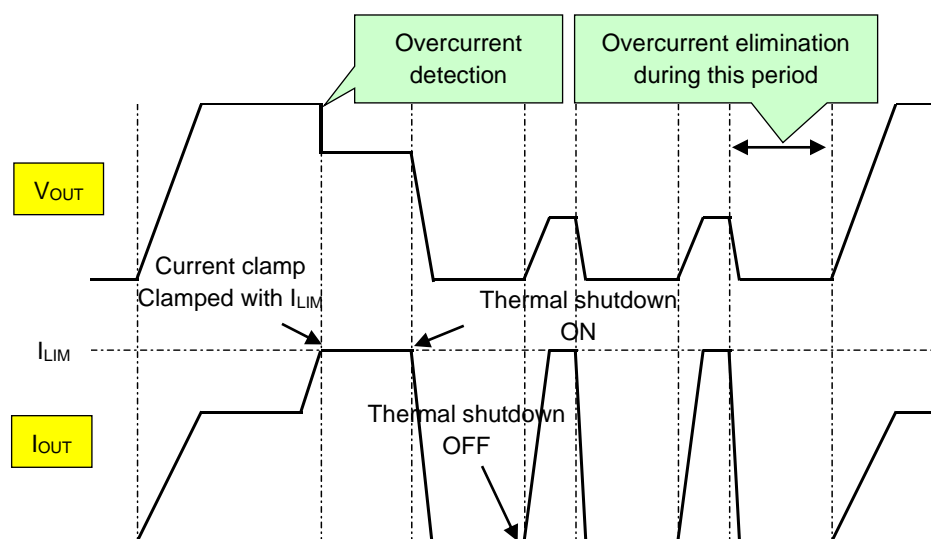 Overcurrent
detection
Overcurrent elimination
during this period
VOUT
Current clamp
Clamped with ILIM
Thermal shutdown
ON
ILIM
Thermal shutdown
OFF
IOUT